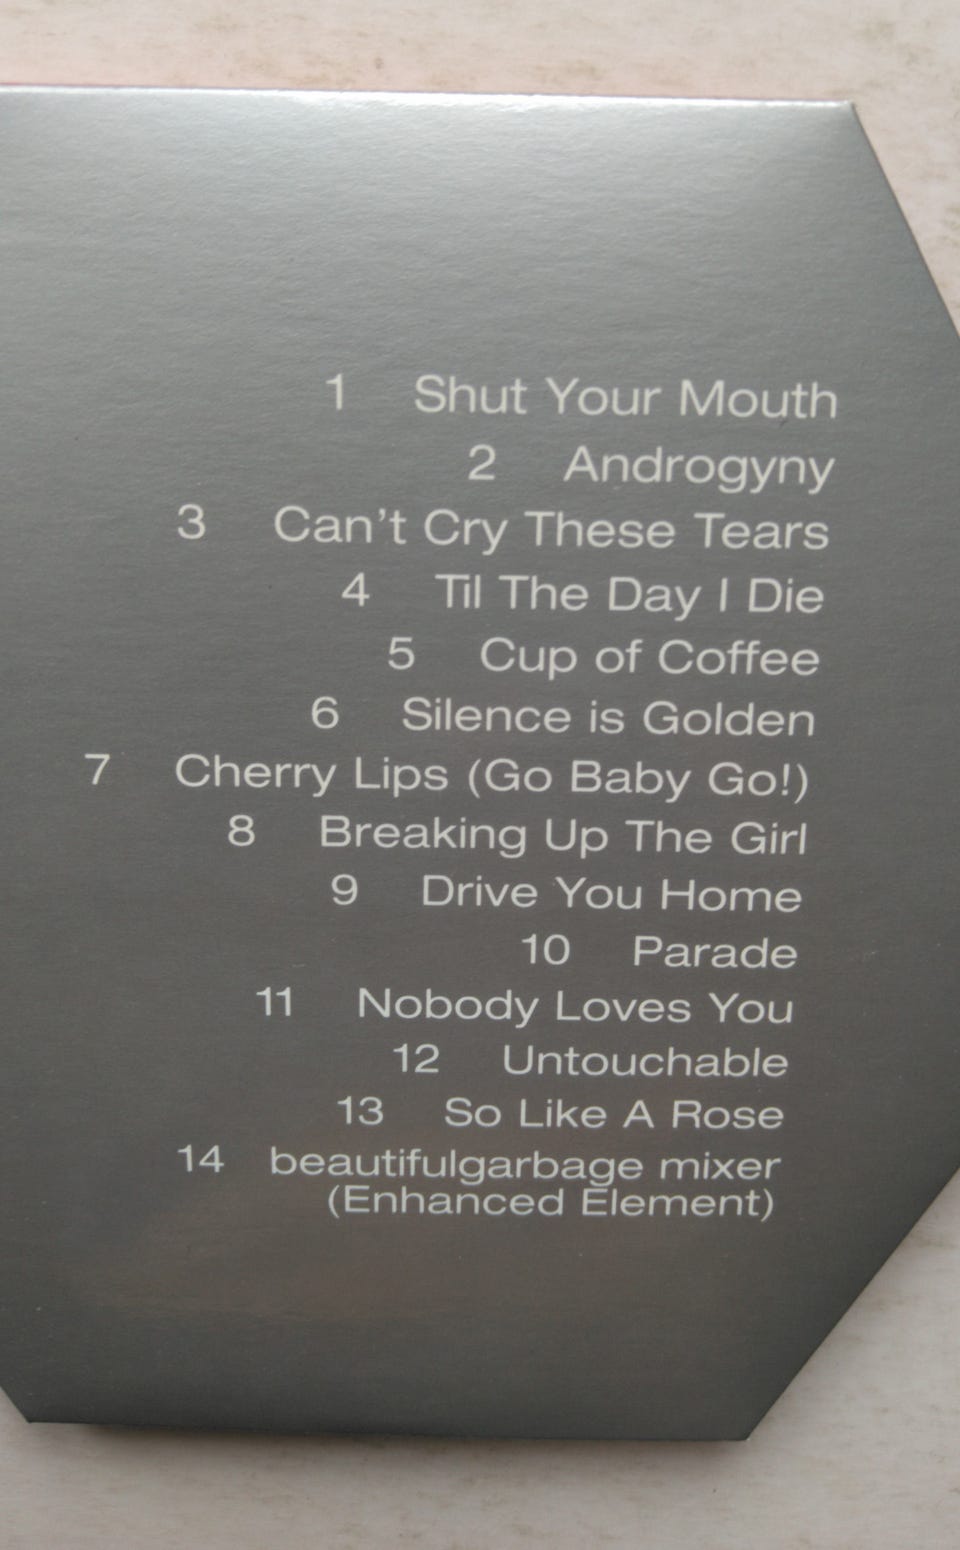 1 Shut Your Mouth
2 Androgyny
3 Can't Cry These Tears
4 Til The Day I Die
5 Cup of Coffee
6 Silence is Golden
7 Cherry Lips (Go Baby Go!)
8 Breaking Up The Girl
9 Drive You Home
10 Parade
11 Nobody Loves You
12 Untouchable
13 So Like A Rose
14 beautifulgarbage mixer
(Enhanced Element)